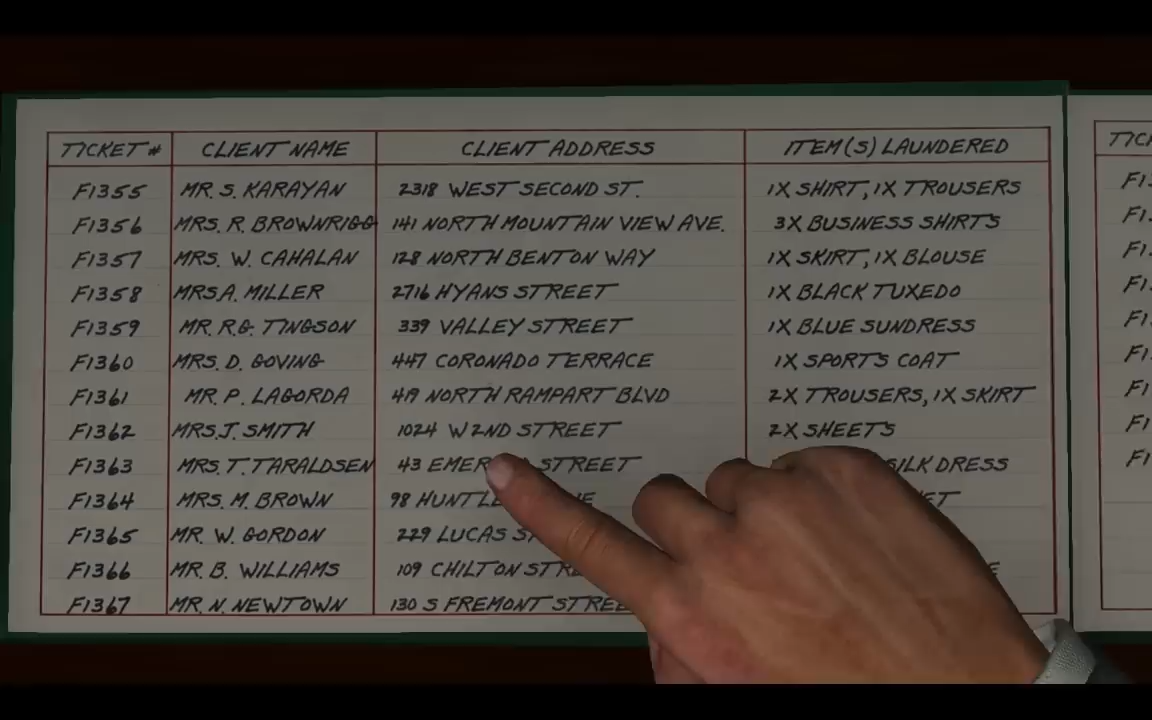 TICKET # CLIENT NAME CLIENT ADDRESS ITEM(S) LAUNDERED
F1355 MR. S. KARAYAN 2318 WEST SECOND ST. 1X SHIRT, 1X TROUSERS
F1356 MRS. R. BROWNRIGG 141 NORTH MOUNTAIN VIEW AVE. 3X BUSINESS SHIRTS
F1357 MRS. W. CAHALAN 128 NORTH BENTON WAY 1X SKIRT, 1X BLOUSE
F1358 MRS A. MILLER 2716 HYANS STREET 1X BLACK TUXEDO
F1359 MR. R.G. TINGSON 339 VALLEY STREET 1X BLUE SUNDRESS
F1360 MRS. D. GOVING 447 CORONADO TERRACE 1X SPORTS COAT
F1361 MR. P. LAGORDA 419 NORTH RAMPART BLVD 2X TROUSERS, 1X SKIRT
F1362 MRS. J. SMITH 1024 W 2ND STREET 2X SHEETS
F1363 MRS. T. TARALDSEN 43 STREET SILK DRESS
F1364 MRS. M. BROWN 98
F1365 MR. W. GORDON 229 LUCAS
F1366 MR. B. WILLIAMS 109 CHILTON
F1367 MR. N. NEWTOWN 130 S FREMONT STREE